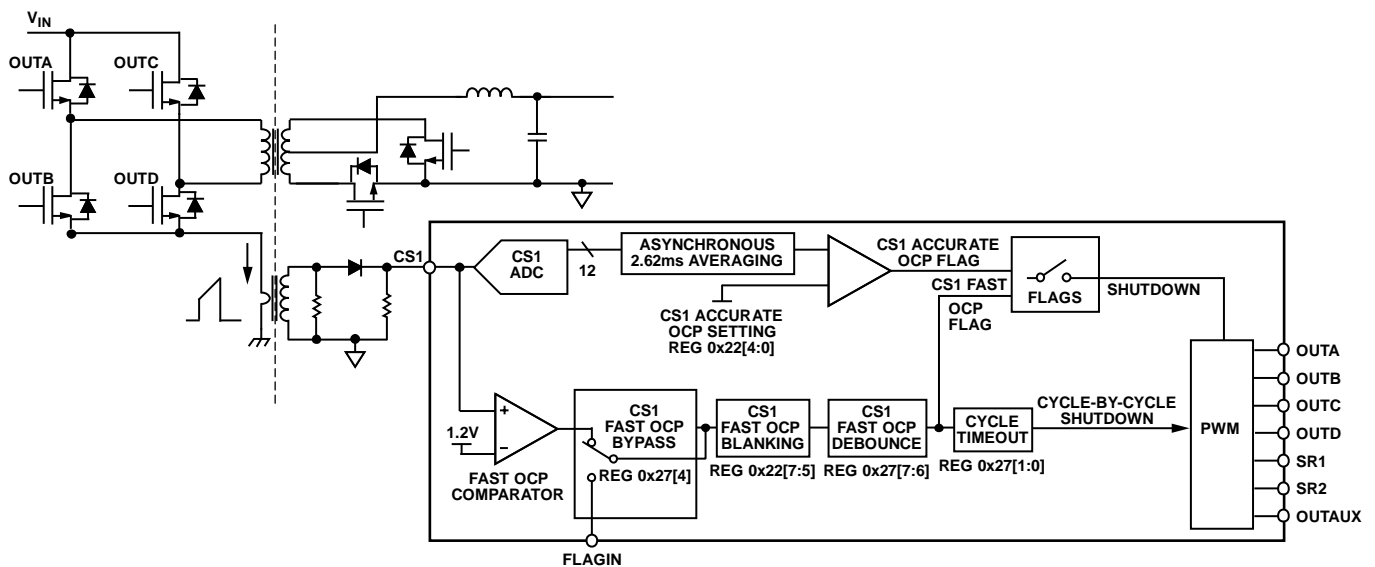 VIN
OUTA
OUTC
OUTB
OUTD
CS1
CS1
ADC
12
ASYNCHRONOUS
2.62ms AVERAGING
CS1 ACCURATE
OCP SETTING
REG 0x22[4:0]
CS1 ACCURATE
OCP FLAG
CS1 FAST
OCP
FLAG
FLAGS
SHUTDOWN
1.2V
+
−
FAST OCP
COMPARATOR
CS1
FAST OCP
BYPASS
REG 0x27[4]
FLAGIN
CS1
FAST OCP
BLANKING
REG 0x22[7:5]
CS1
FAST OCP
DEBOUNCE
REG 0x27[7:6]
CYCLE
TIMEOUT
REG 0x27[1:0]
CYCLE-BY-CYCLE
SHUTDOWN
PWM
OUTA
OUTB
OUTC
OUTD
SR1
SR2
OUTAUX